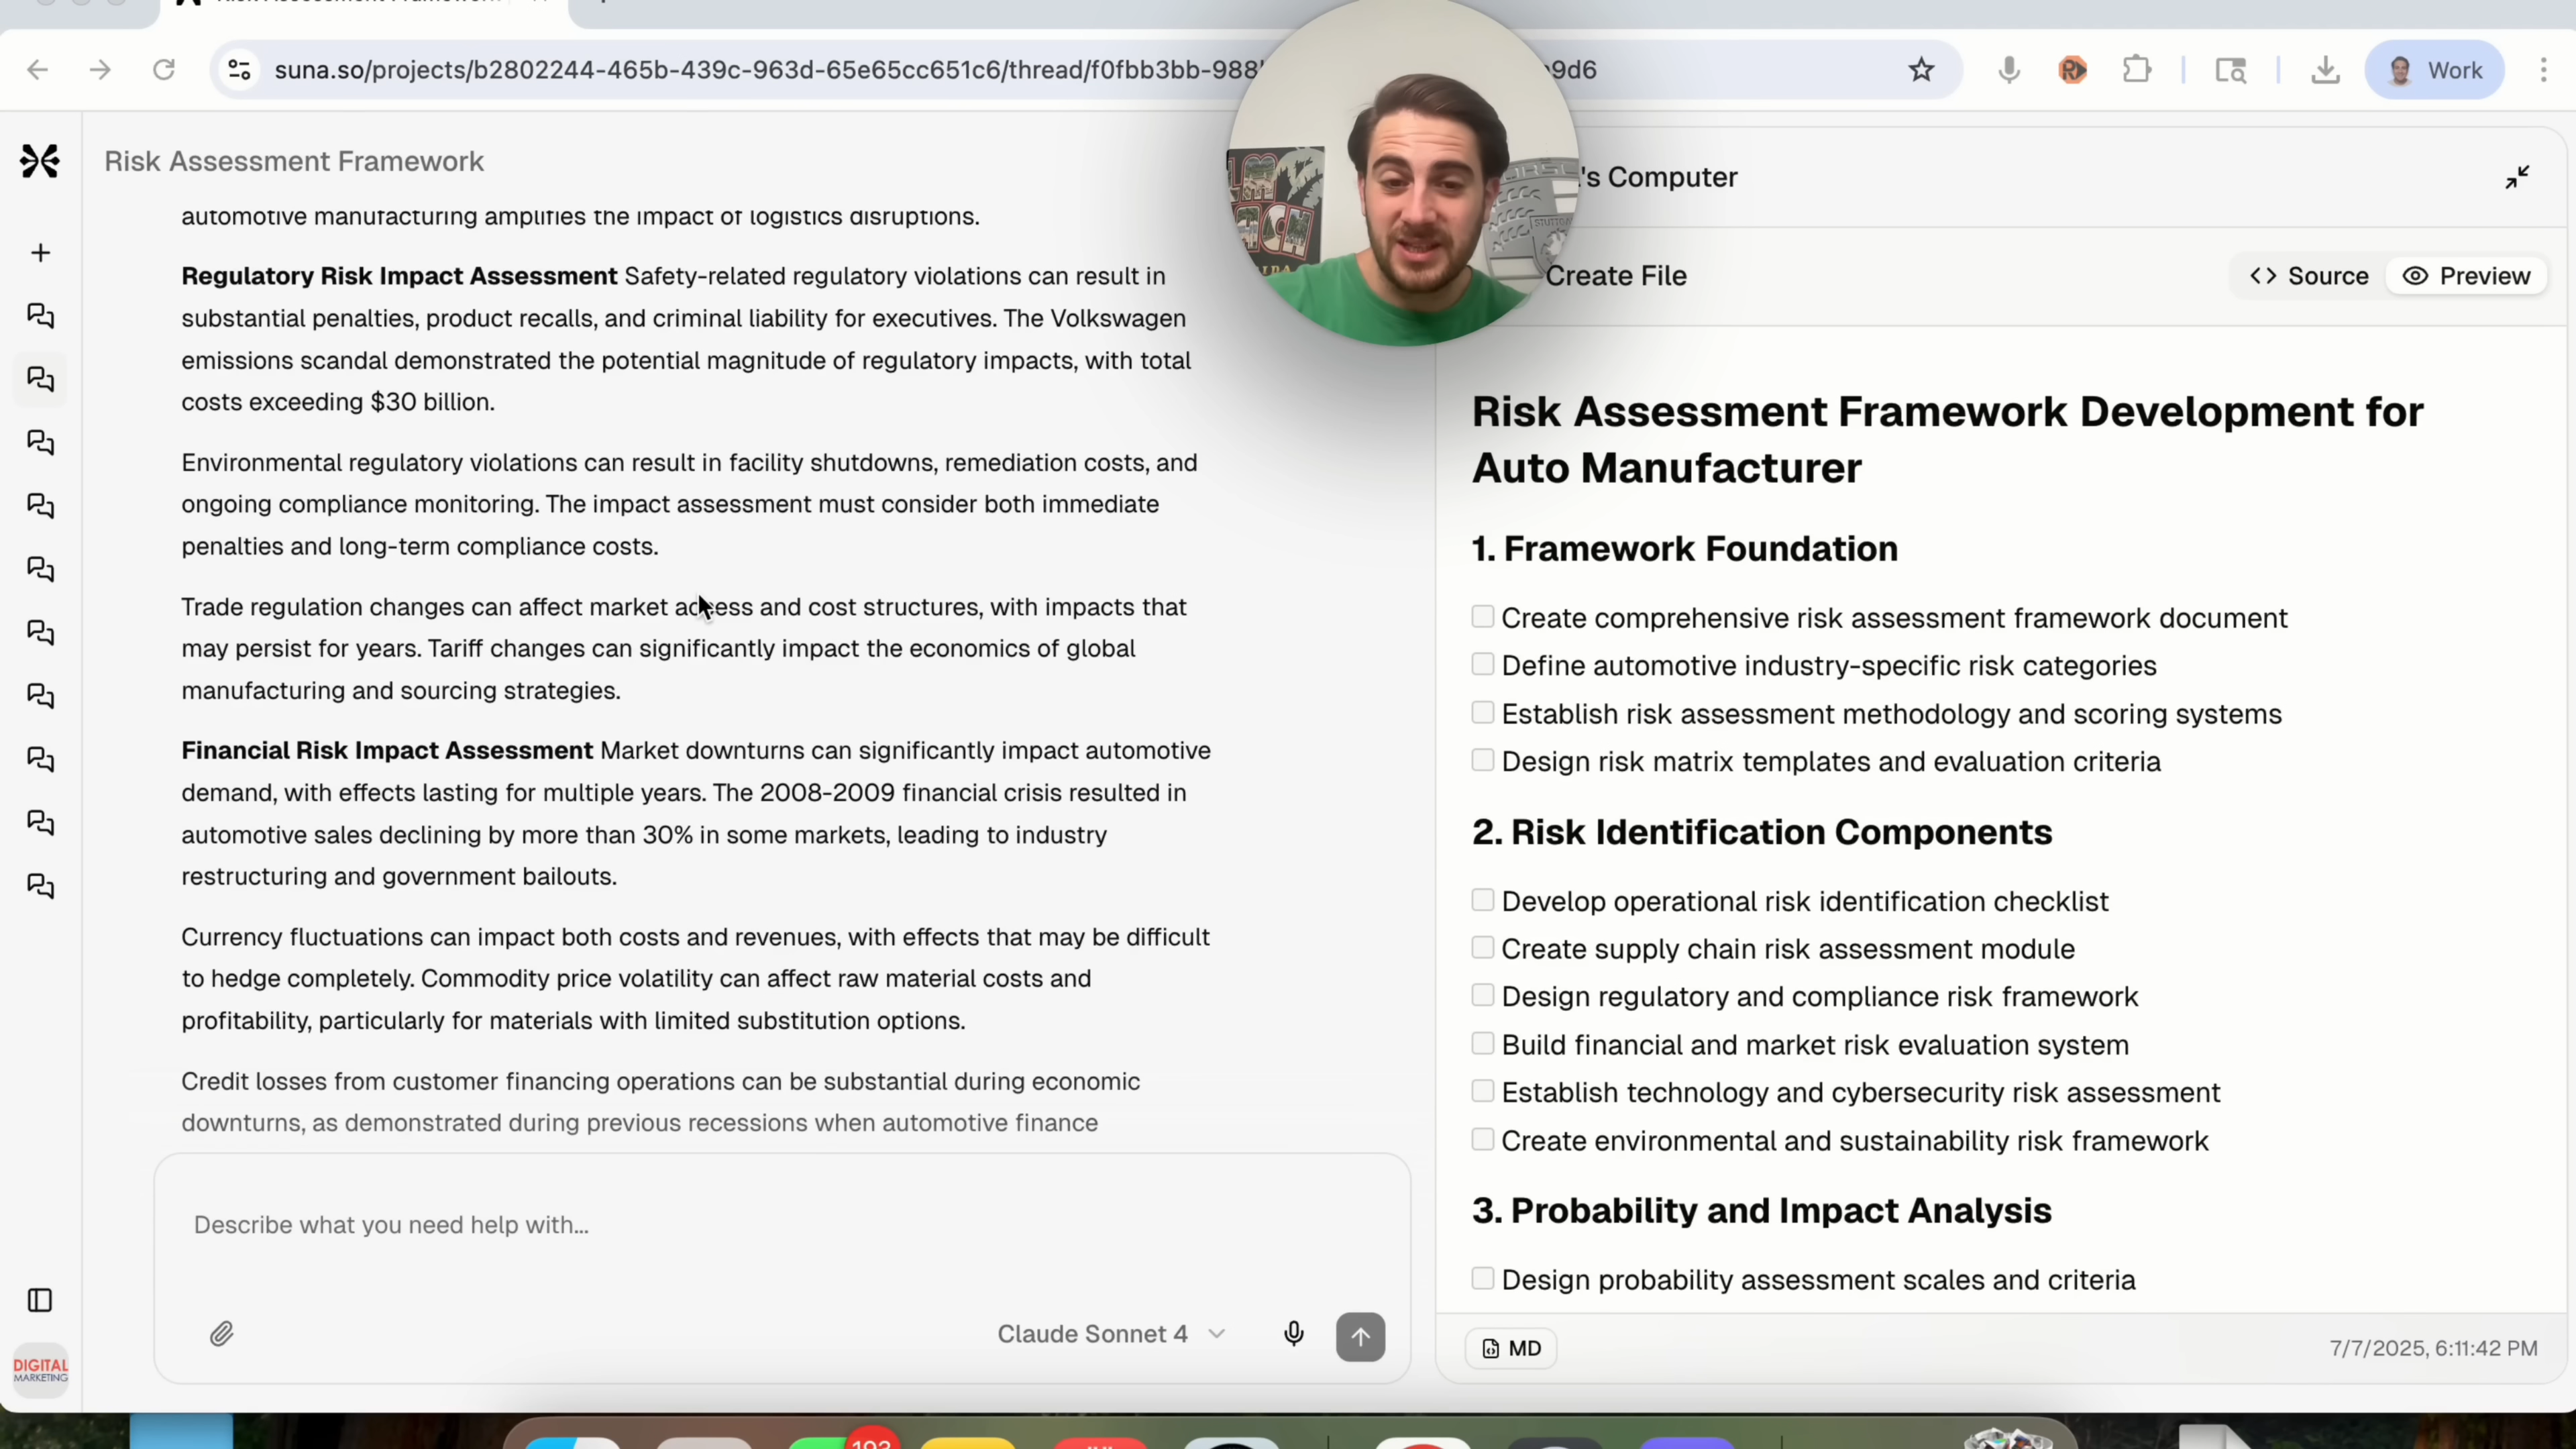 suna.so/projects/b2802244-465b-439c-963d-65e65cc651c6/thread/f0fbb3bb-988
9d6
Work
Risk Assessment Framework
automotive manufacturing amplifies the impact of logistics disruptions.
Regulatory Risk Impact Assessment Safety-related regulatory violations can result in
substantial penalties, product recalls, and criminal liability for executives. The Volkswagen
emissions scandal demonstrated the potential magnitude of regulatory impacts, with total
costs exceeding $30 billion.
Environmental regulatory violations can result in facility shutdowns, remediation costs, and
ongoing compliance monitoring. The impact assessment must consider both immediate
penalties and long-term compliance costs.
Trade regulation changes can affect market access and cost structures, with impacts that
may persist for years. Tariff changes can significantly impact the economics of global
manufacturing and sourcing strategies.
Financial Risk Impact Assessment Market downturns can significantly impact automotive
demand, with effects lasting for multiple years. The 2008-2009 financial crisis resulted in
automotive sales declining by more than 30% in some markets, leading to industry
restructuring and government bailouts.
Currency fluctuations can impact both costs and revenues, with effects that may be difficult
to hedge completely. Commodity price volatility can affect raw material costs and
profitability, particularly for materials with limited substitution options.
Credit losses from customer financing operations can be substantial during economic
downturns, as demonstrated during previous recessions when automotive finance
Describe what you need help with...
Claude Sonnet 4
DIGITAL
MARKETING
's Computer
Create File
Source
Preview
Risk Assessment Framework Development for
Auto Manufacturer
1. Framework Foundation
Create comprehensive risk assessment framework document
Define automotive industry-specific risk categories
Establish risk assessment methodology and scoring systems
Design risk matrix templates and evaluation criteria
2. Risk Identification Components
Develop operational risk identification checklist
Create supply chain risk assessment module
Design regulatory and compliance risk framework
Build financial and market risk evaluation system
Establish technology and cybersecurity risk assessment
Create environmental and sustainability risk framework
3. Probability and Impact Analysis
Design probability assessment scales and criteria
MD
7/7/2025, 6:11:42 PM